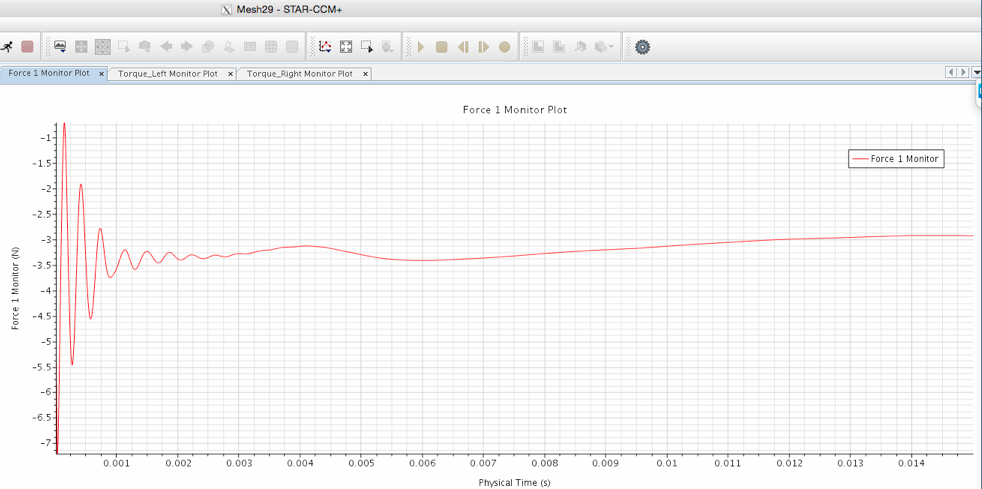 Mesh29 - STAR-CCM+
Force 1 Monitor Plot × Torque_Left Monitor Plot × Torque_Right Monitor Plot ×
Force 1 Monitor Plot
Force 1 Monitor
Force 1 Monitor (N)
-1
-1.5
-2
-2.5
-3
-3.5
-4
-4.5
-5
-5.5
-6
-6.5
-7
0.001 0.002 0.003 0.004 0.005 0.006 0.007 0.008 0.009 0.01 0.011 0.012 0.013 0.014
Physical Time (s)